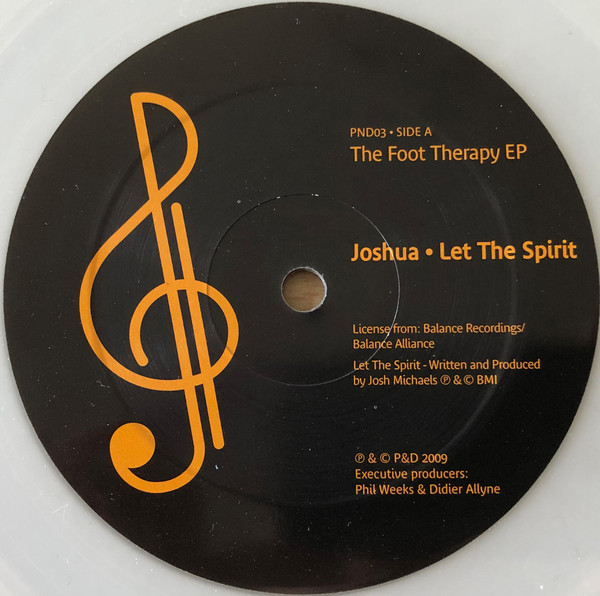 PND03 • SIDE A
The Foot Therapy EP
Joshua • Let The Spirit
License from: Balance Recordings/
Balance Alliance
Let The Spirit - Written and Produced
by Josh Michaels ℗ & © BMI
℗ & © P&D 2009
Executive producers:
Phil Weeks & Didier Allyne